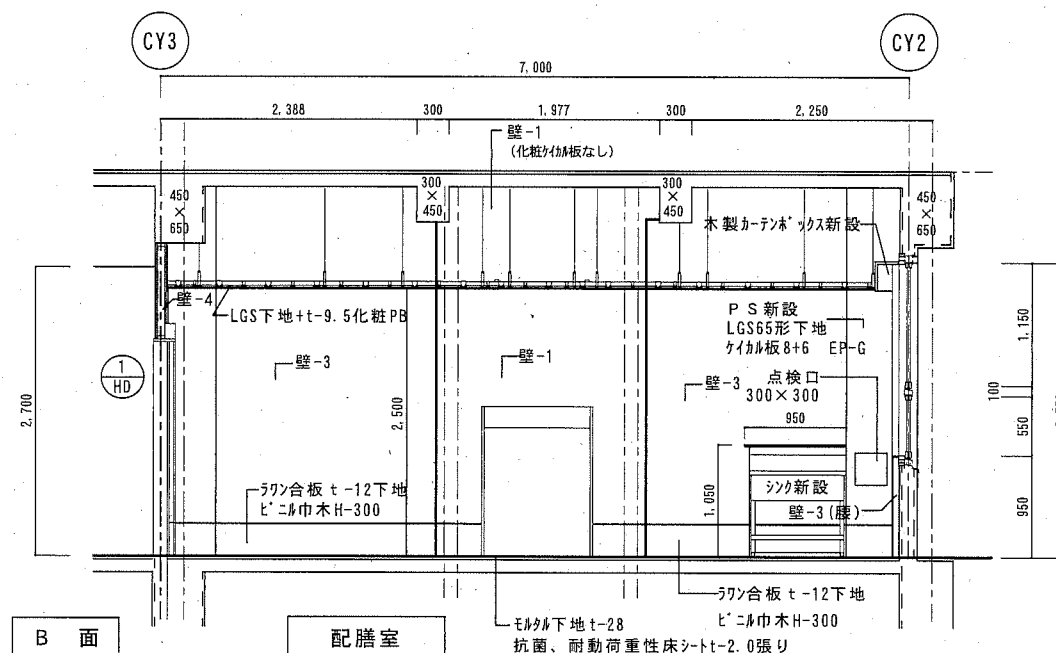 CY3
CY2
7,000
2,388
300
1,977
300
2,250
壁-1
(化粧ｹｲｶﾙ板なし)
450
×
650
300
×
450
300
×
450
450
×
650
木製ｶｰﾃﾝﾎﾞｯｸｽ新設
壁-4
LGS下地+t-9.5化粧PB
ＰＳ新設
LGS65形下地
ｹｲｶﾙ板8+6 EP-G
1,150
壁-3
壁-1
壁-3
点検口
300×300
1
HD
2,700
2,500
950
100
550
ﾗﾜﾝ合板 t-12下地
ﾋﾞﾆﾙ巾木H-300
1,050
ｼﾝｸ新設
壁-3(腰)
950
ﾗﾜﾝ合板 t-12下地
ﾋﾞﾆﾙ巾木H-300
B 面
配膳室
ﾓﾙﾀﾙ下地t-28
抗菌、耐動荷重性床ｼｰﾄt-2.0張り